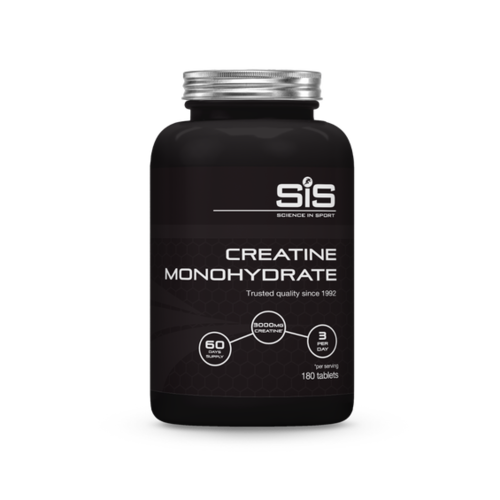 SiS
SCIENCE IN SPORT
CREATINE
MONOHYDRATE
Trusted quality since 1992
60
DAYS
SUPPLY
3000MG
CREATINE*
3
PER
DAY
*per serving
180 tablets